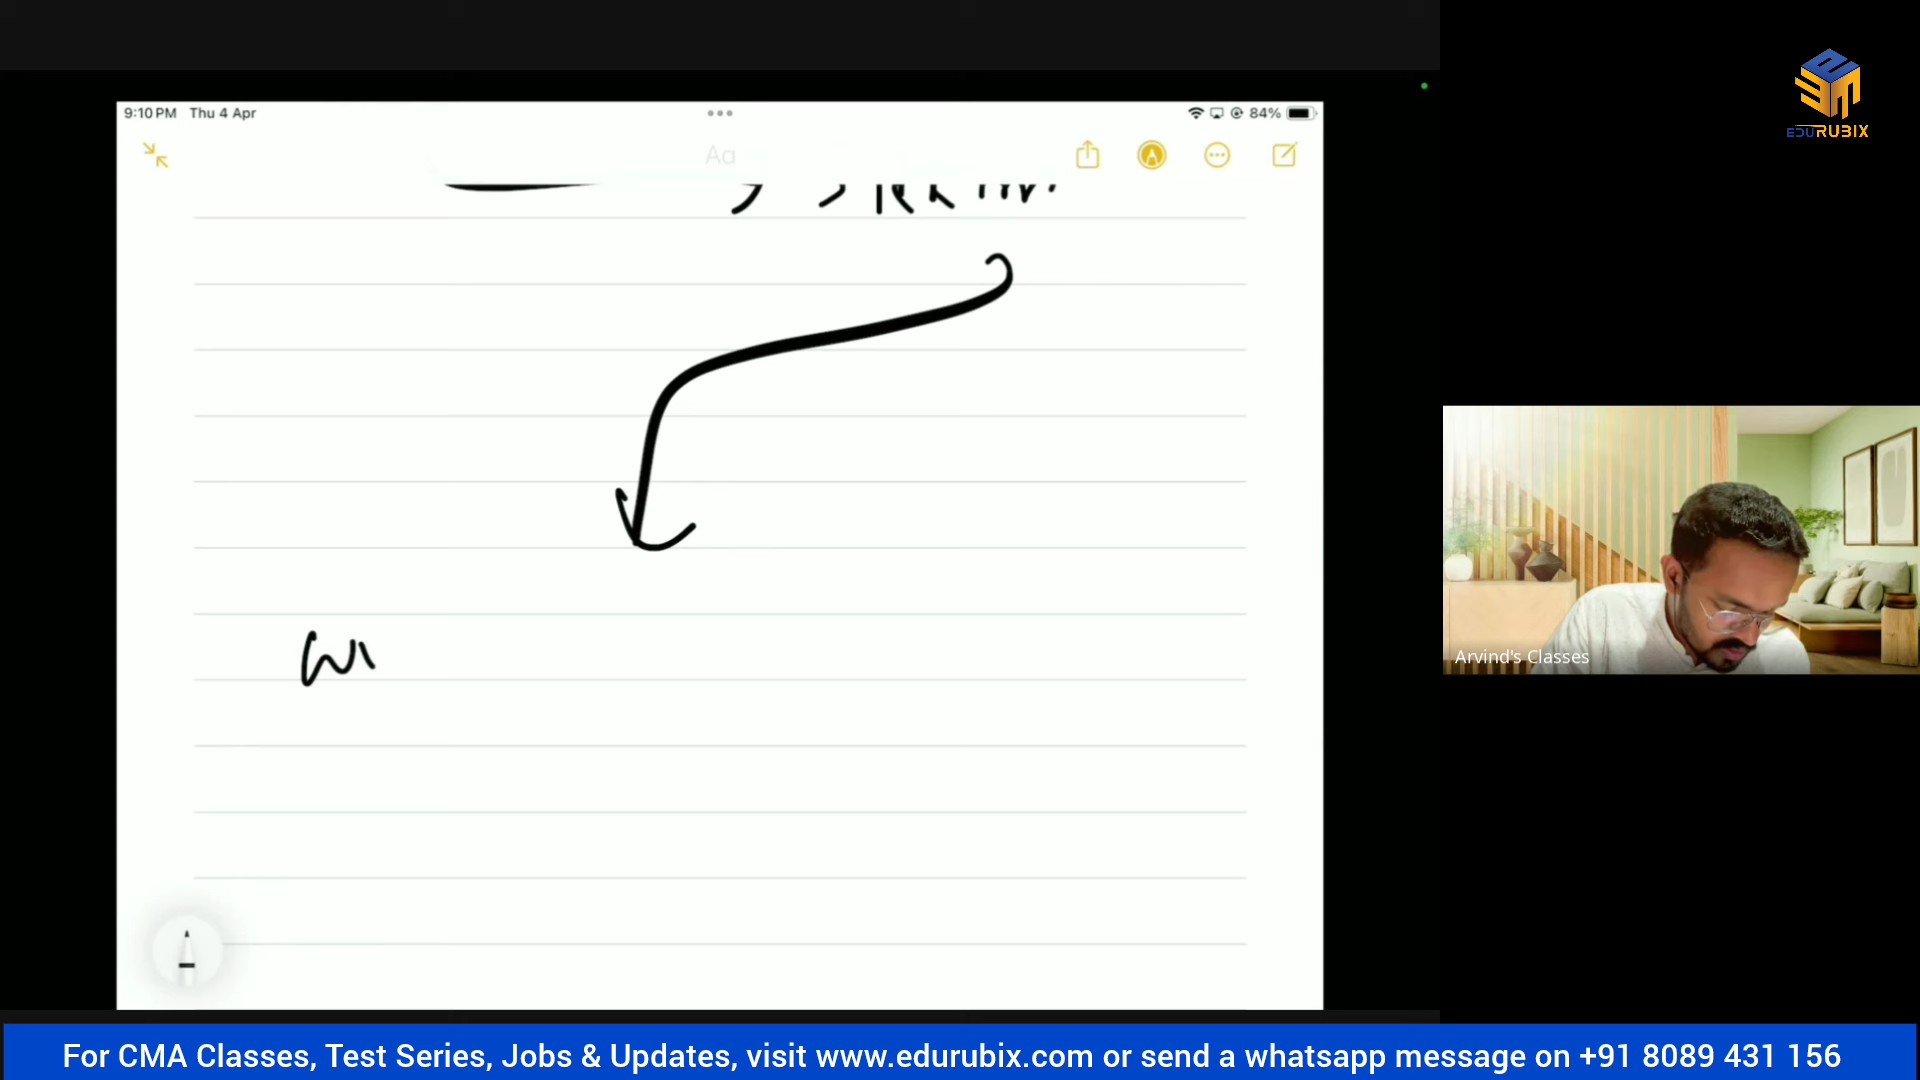 EDURUBIX
9:10 PM Thu 4 Apr
84%
Aa
Arvind's Classes
For CMA Classes, Test Series, Jobs & Updates, visit www.edurubix.com or send a whatsapp message on +91 8089 431 156